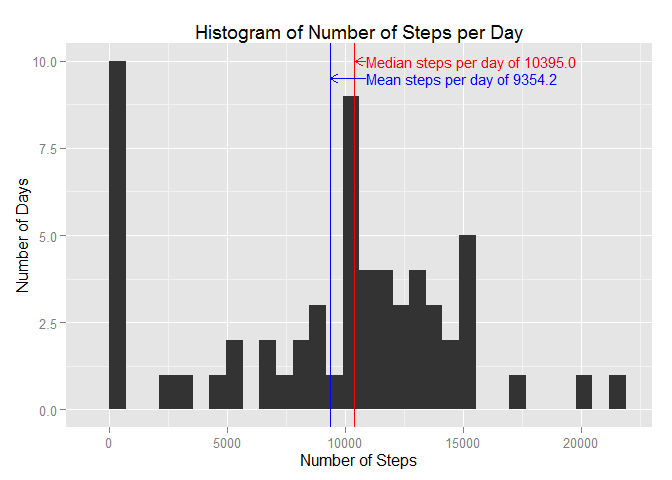 Histogram of Number of Steps per Day
Median steps per day of 10395.0
Mean steps per day of 9354.2
Number of Days
10.0
7.5
5.0
2.5
0.0
0 5000 10000 15000 20000
Number of Steps